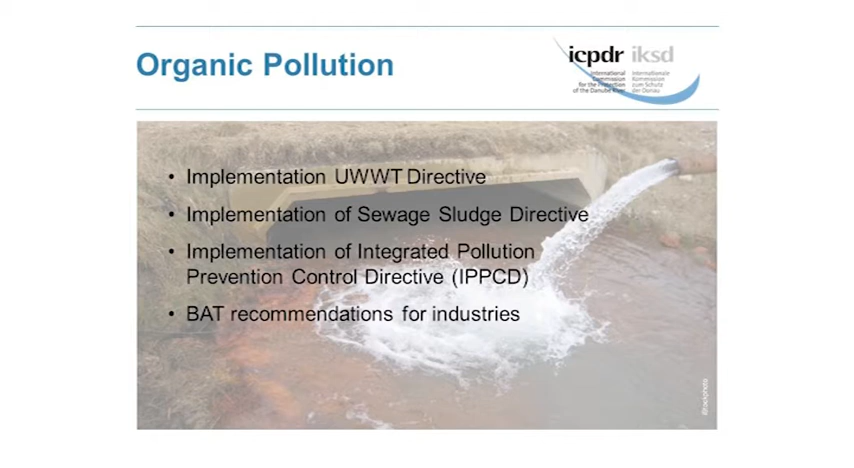 Organic Pollution
icpdr iksd
International Internationale
Commission Kommission
for the Protection zum Schutz
of the Danube River der Donau
• Implementation UWWT Directive
• Implementation of Sewage Sludge Directive
• Implementation of Integrated Pollution
Prevention Control Directive (IPPCD)
• BAT recommendations for industries